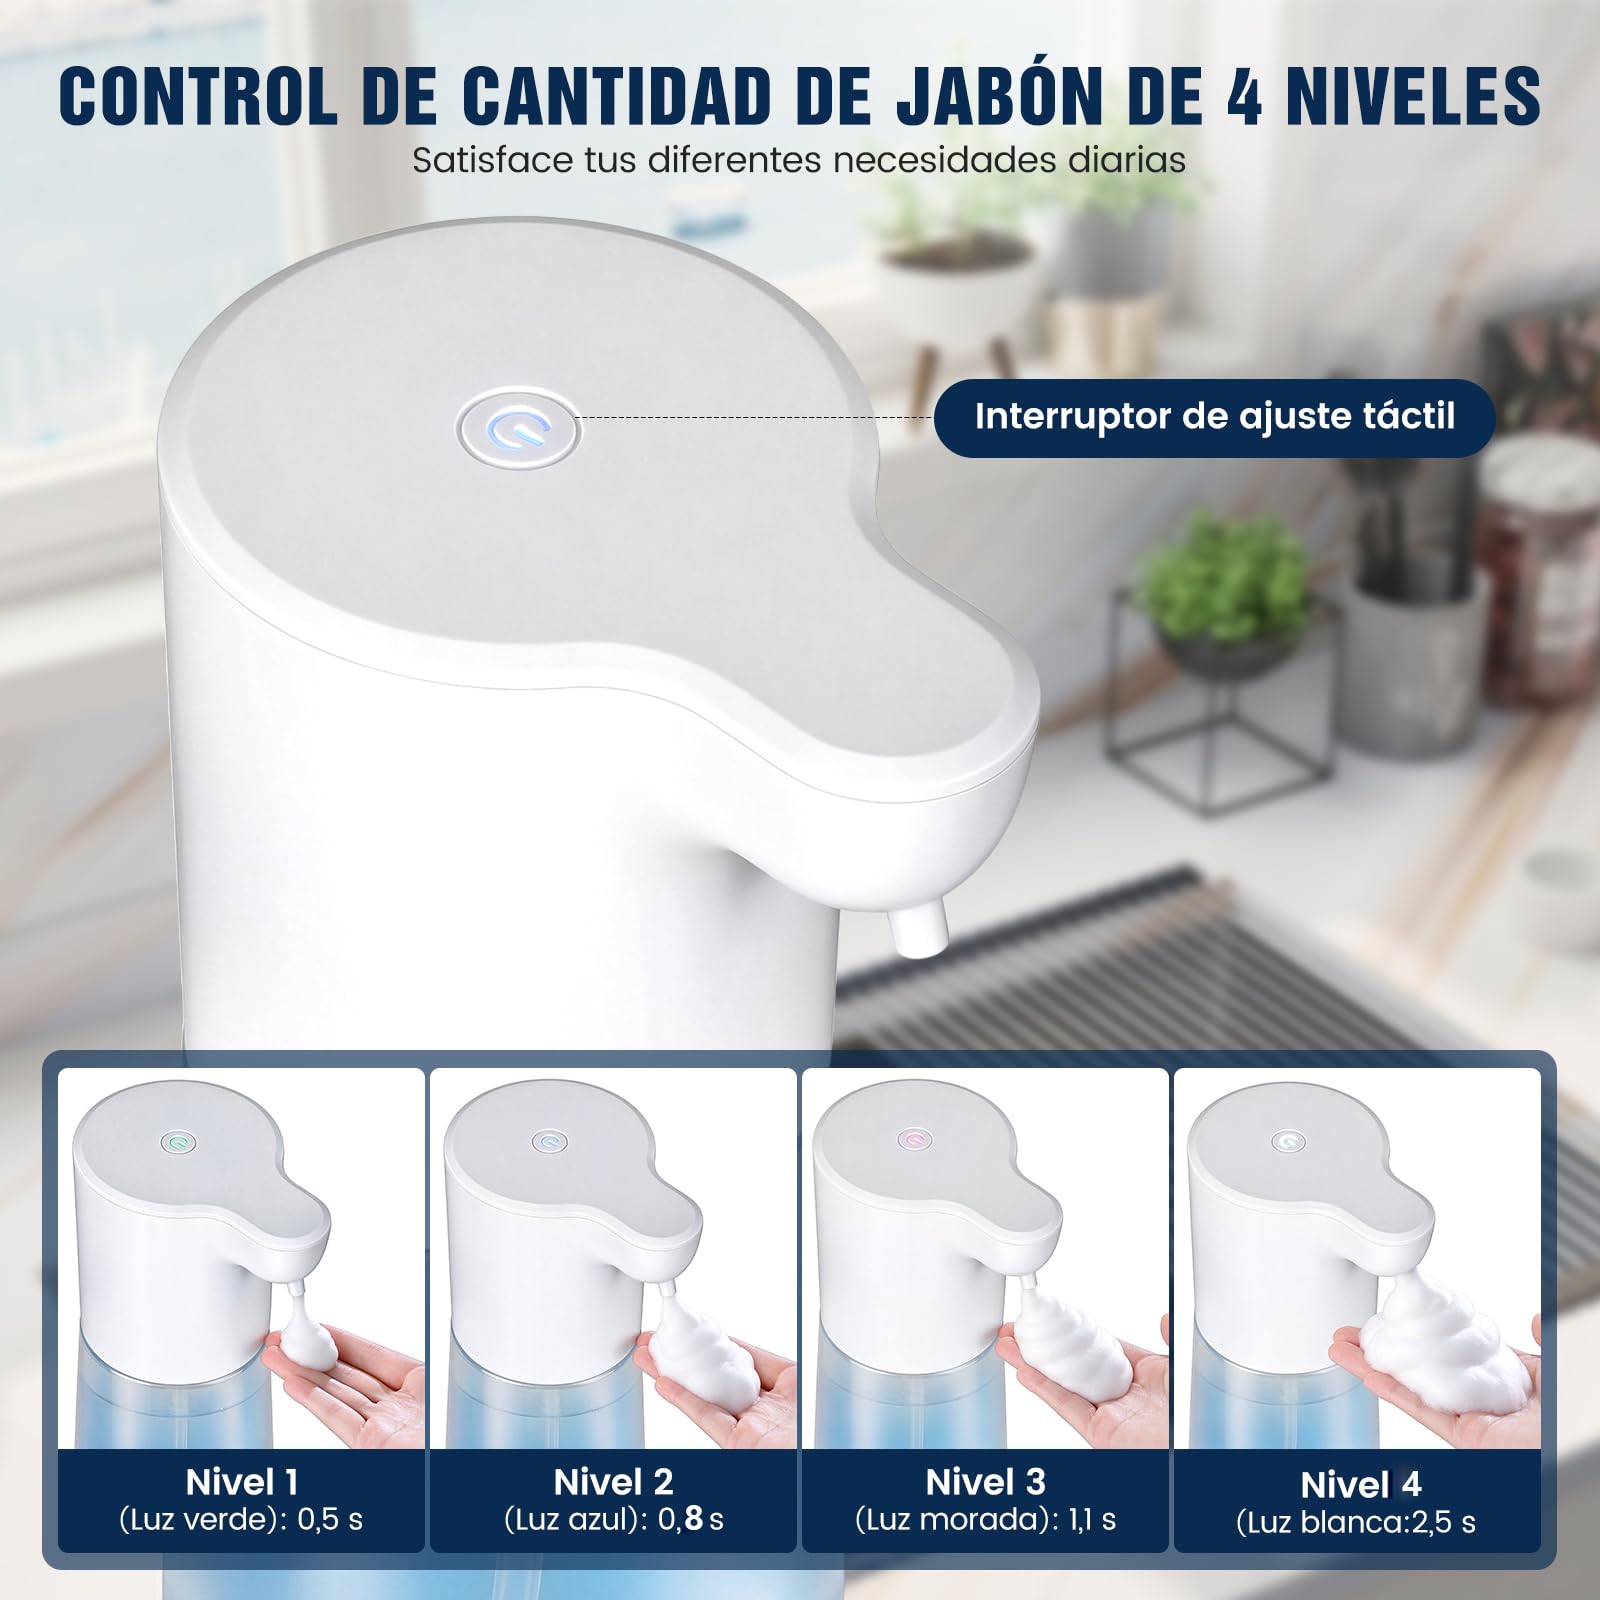 CONTROL DE CANTIDAD DE JABÓN DE 4 NIVELES
Satisface tus diferentes necesidades diarias
Interruptor de ajuste táctil
Nivel 1
(Luz verde): 0,5 s
Nivel 2
(Luz azul): 0,8 s
Nivel 3
(Luz morada): 1,1 s
Nivel 4
(Luz blanca:2,5 s